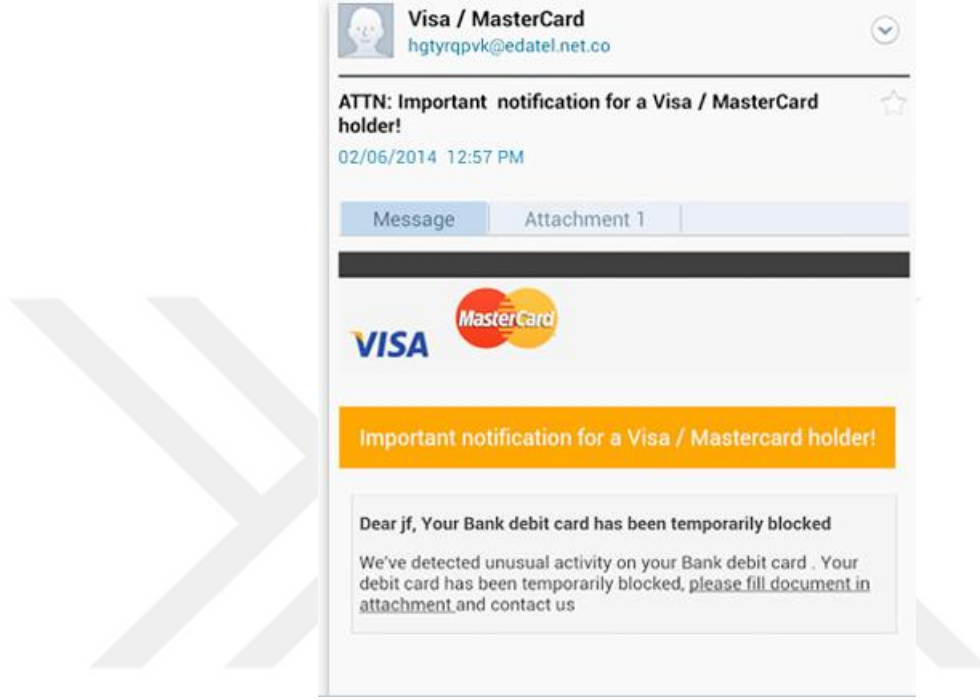 Visa / MasterCard
hgtyrqpvk@edatel.net.co
ATTN: Important notification for a Visa / MasterCard
holder!
02/06/2014 12:57 PM
Message Attachment 1
VISA MasterCard
Important notification for a Visa / Mastercard holder!
Dear jf, Your Bank debit card has been temporarily blocked
We've detected unusual activity on your Bank debit card . Your
debit card has been temporarily blocked, please fill document in
attachment and contact us